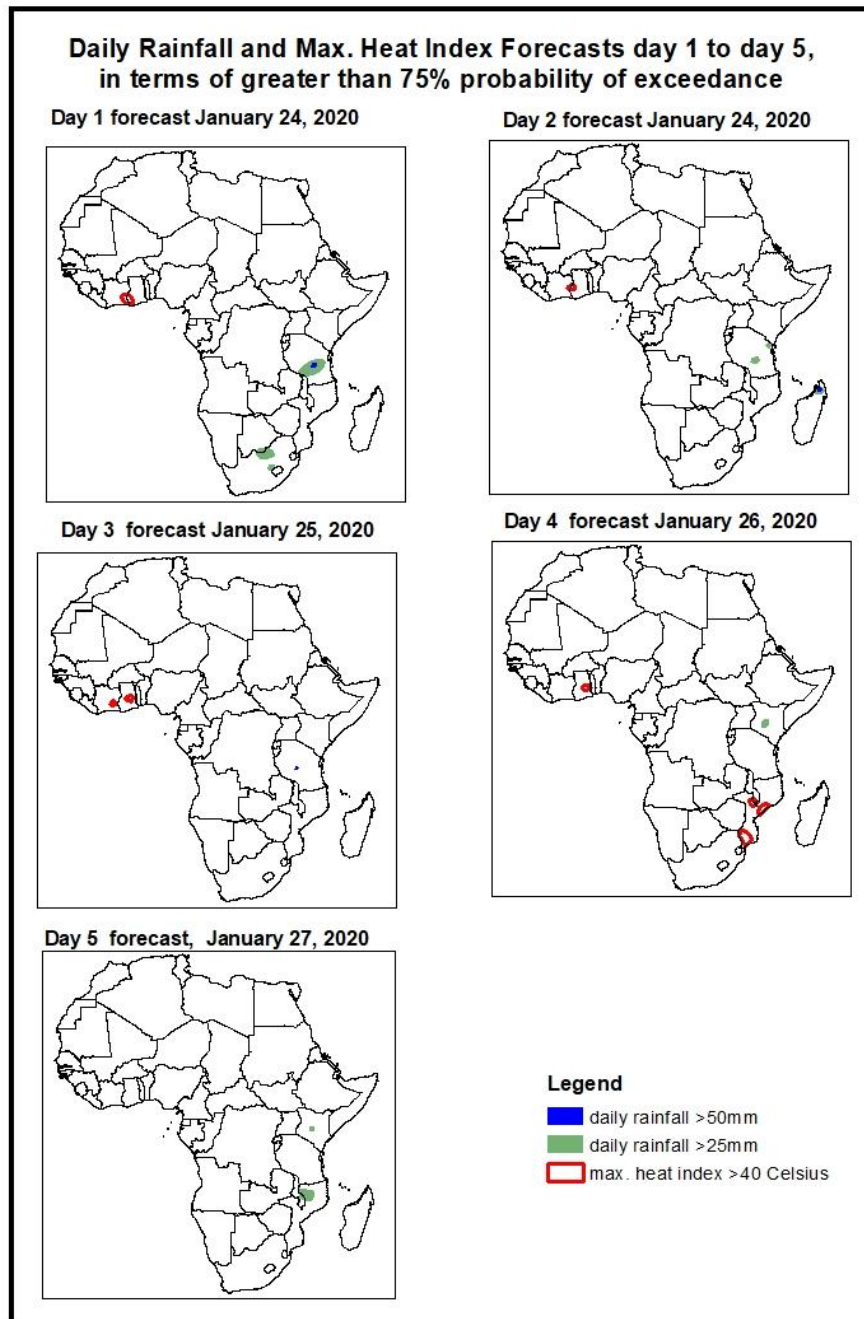 Daily Rainfall and Max. Heat Index Forecasts day 1 to day 5,
in terms of greater than 75% probability of exceedance
Day 1 forecast January 24, 2020
Day 2 forecast January 24, 2020
Day 3 forecast January 25, 2020
Day 4 forecast January 26, 2020
Day 5 forecast, January 27, 2020
Legend
daily rainfall >50mm
daily rainfall >25mm
max. heat index >40 Celsius